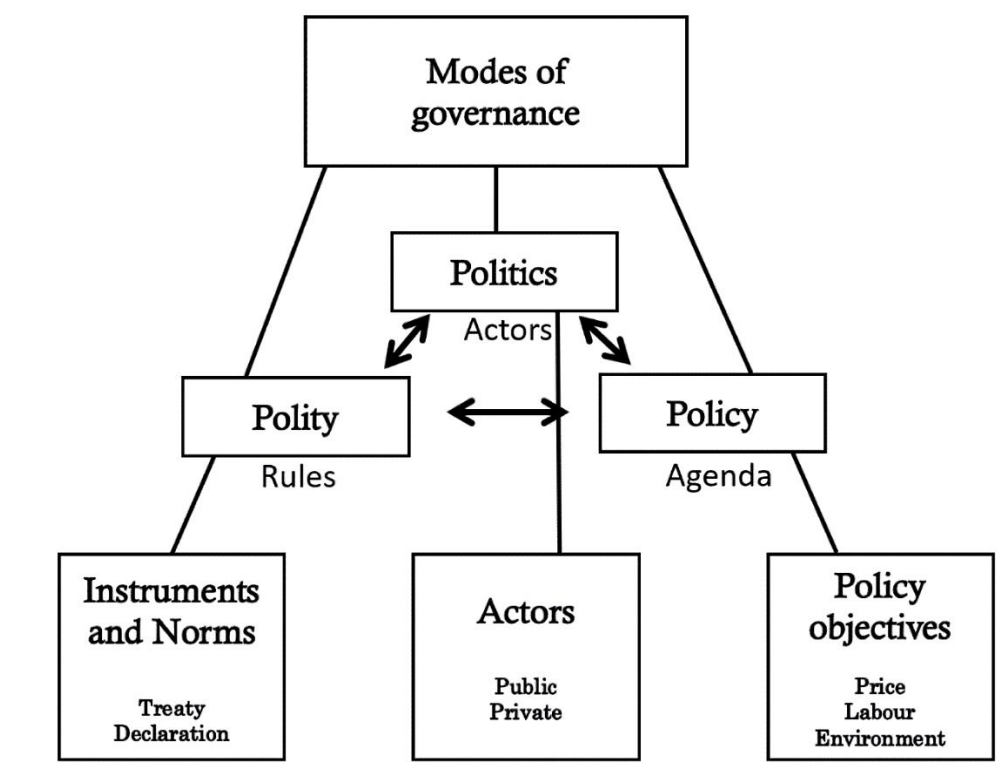 Modes of
governance
Politics
Actors
Polity
Rules
Policy
Agenda
Instruments
and Norms
Treaty
Declaration
Actors
Public
Private
Policy
objectives
Price
Labour
Environment